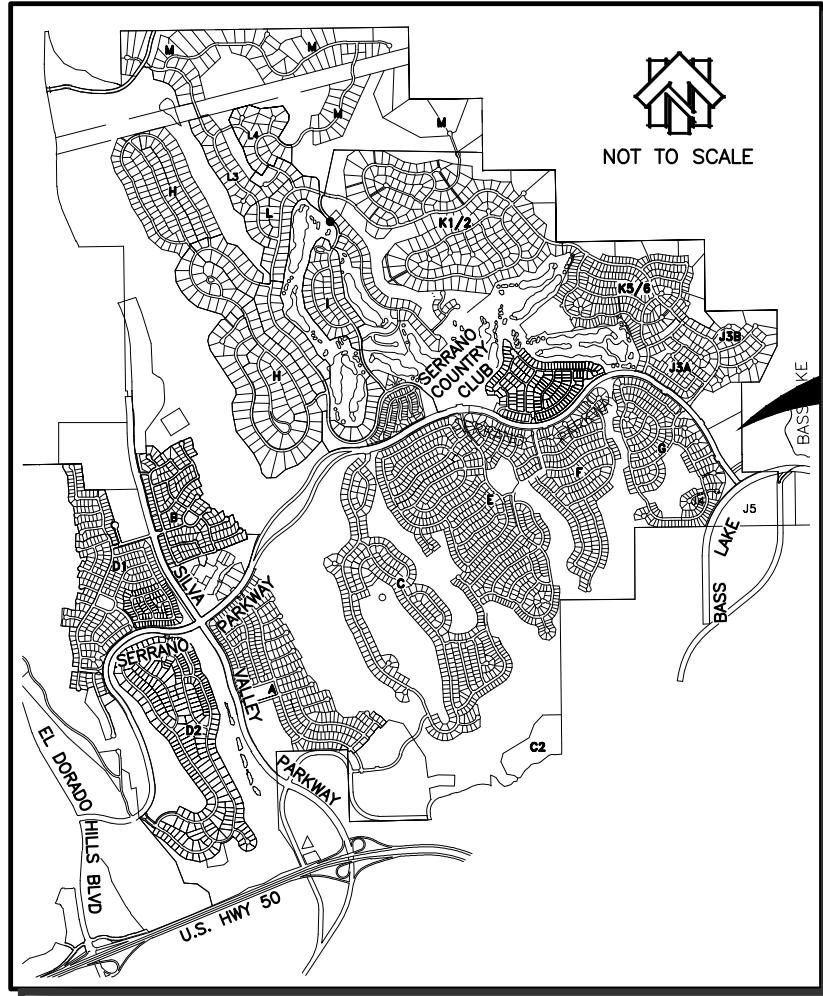 M
M
M
M
NOT TO SCALE
L4
L3
H
L
K1/2
I
K5/6
J3B
J3A
H
SERRANO
COUNTRY
CLUB
G
F
E
B
D1
C
SILVA
PARKWAY
SERRANO
VALLEY
A
D2
PARKWAY
C2
J5
BASS LAKE
EL DORADO
HILLS BLVD
U.S. HWY 50